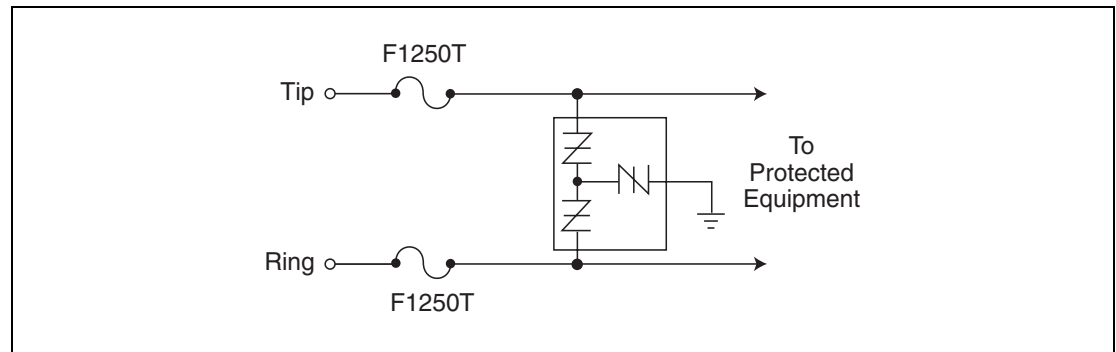 F1250T
Tip
To
Protected
Equipment
Ring
F1250T